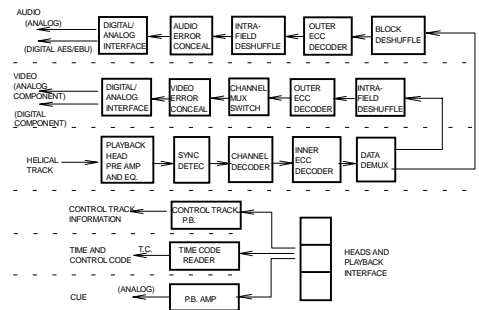 AUDIO
(ANALOG)
(DIGITAL AES/EBU)
DIGITAL/
ANALOG
INTERFACE
AUDIO
ERROR
CONCEAL
INTRA-
FIELD
DESHUFFLE
OUTER
ECC
DECODER
BLOCK
DESHUFFLE
VIDEO
(ANALOG
COMPONENT)
(DIGITAL
COMPONENT)
DIGITAL/
ANALOG
INTERFACE
VIDEO
ERROR
CONCEAL
CHANNEL
MUX
SWITCH
OUTER
ECC
DECODER
INTRA-
FIELD
DESHUFFLE
HELICAL
TRACK
PLAYBACK
HEAD
PRE AMP
AND EQ.
SYNC
DETEC
CHANNEL
DECODER
INNER
ECC
DECODER
DATA
DEMUX
CONTROL TRACK
INFORMATION
CONTROL TRACK
P.B.
TIME AND
CONTROL CODE
T.C.
TIME CODE
READER
HEADS AND
PLAYBACK
INTERFACE
CUE
(ANALOG)
P.B. AMP